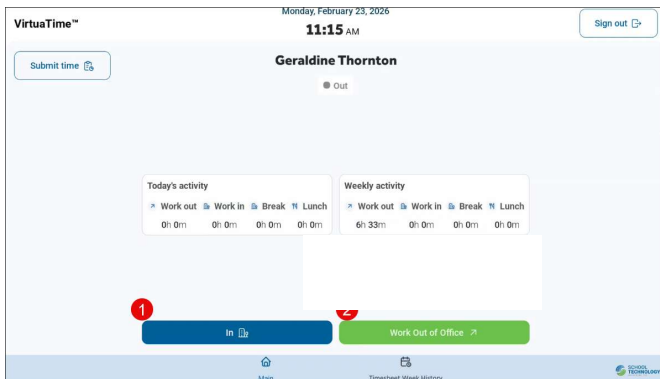 Monday, February 23, 2026
VirtuaTime™
11:15 AM
Sign out
Submit time
Geraldine Thornton
Out
Today's activity
Work out Work in Break Lunch
0h 0m 0h 0m 0h 0m 0h 0m
Weekly activity
Work out Work in Break Lunch
6h 33m 0h 0m 0h 0m 0h 0m
1
2
In
Work Out of Office
Main
Timesheet Week History
SCHOOL
TECHNOLOGY